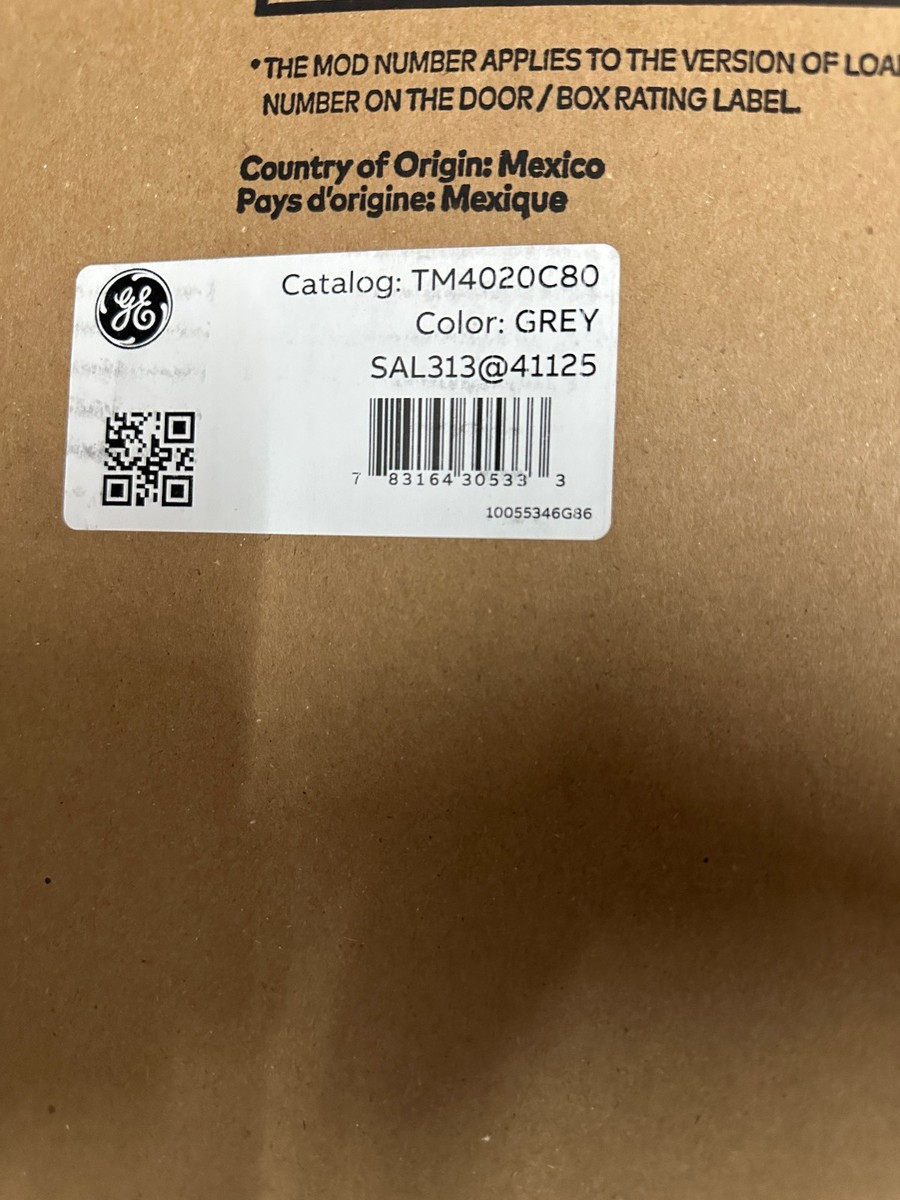 *THE MOD NUMBER APPLIES TO THE VERSION OF
NUMBER ON THE DOOR / BOX RATING LABEL.
Country of Origin: Mexico
Pays d'origine: Mexique
GE
Catalog: TM4020C80
Color: GREY
SAL313@41125
7 83164 30533 3
10055346G86